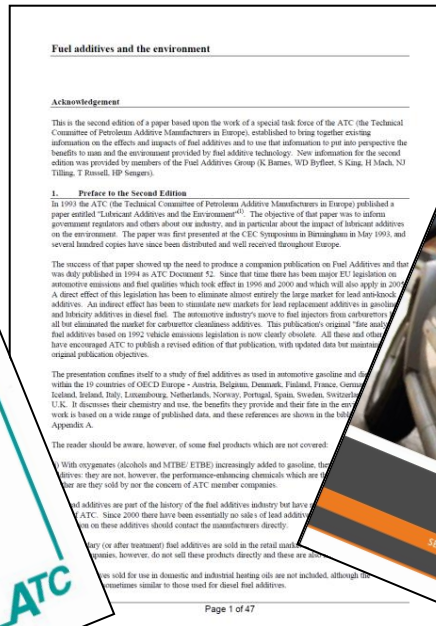 Fuel additives and the environment
Acknowledgement
This is the second edition of a paper based upon the work of a special task force of the ATC (the Technical
Committee of Petroleum Additive Manufacturers in Europe), established to bring together existing
information on the effects and impacts of fuel additives and to use that information to put into perspective the
benefits to man and the environment provided by fuel additive technology. New information for the second
edition was provided by members of the Fuel Additives Group (K Barnes, WD Byfleet, S King, H Mach, NJ
Tilling, T Russell, HP Sengers).
1. Preface to the Second Edition
In 1993 the ATC (the Technical Committee of Petroleum Additive Manufacturers in Europe) published a
paper entitled "Lubricant Additives and the Environment"(1). The objective of that paper was to inform
government regulators and others about our industry, and in particular about the impact of lubricant additives
on the environment. The paper was first presented at the CEC Symposium in Birmingham in May 1993, and
several hundred copies have since been distributed and well received throughout Europe.
The success of that paper showed up the need to produce a companion publication on Fuel Additives and that
was duly published in 1994 as ATC Document 52. Since that time there has been major EU legislation on
automotive emissions and fuel qualities which took effect in 1996 and 2000 and which will also apply in 2005
A direct effect of this legislation has been to eliminate almost entirely the large market for lead anti-knock
additives. An indirect effect has been to stimulate new markets for lead replacement additives in gasoline
and lubricity additives in diesel fuel. The automotive industry's move to fuel injectors from carburettors
all but eliminated the market for carburettor cleanliness additives. This publication's original "fate
fuel additives based on 1992 vehicle emissions legislation is now clearly obsolete. All these and
have encouraged ATC to publish a revised edition of that publication, with updated data but
original publication objectives.
The presentation confines itself to a study of fuel additives as used in automotive gasoline and
within the 19 countries of OECD Europe - Austria, Belgium, Denmark, Finland, France,
Iceland, Ireland, Italy, Luxembourg, Netherlands, Norway, Portugal, Spain, Sweden,
U.K. It discusses their chemistry and use, the benefits they provide and their fate in the
work is based on a wide range of published data, and these references are shown in the
Appendix A.
The reader should be aware, however, of some fuel products which are not covered:
) With oxygenates (alcohols and MTBE/ ETBE) increasingly added to gasoline,
ditives: they are not, however, the performance-enhancing chemicals which are
are they sold by nor the concern of ATC member companies.
additives are part of the history of the fuel additives industry but have
of ATC. Since 2000 there have been essentially no sales of lead
on these additives should contact the manufacturers directly.
(or after treatment) fuel additives are sold in the retail
however, do not sell these products directly and these are
sold for use in domestic and industrial heating oils are not included, although
sometimes similar to those used for diesel fuel additives.
Page 1 of 47
ATC